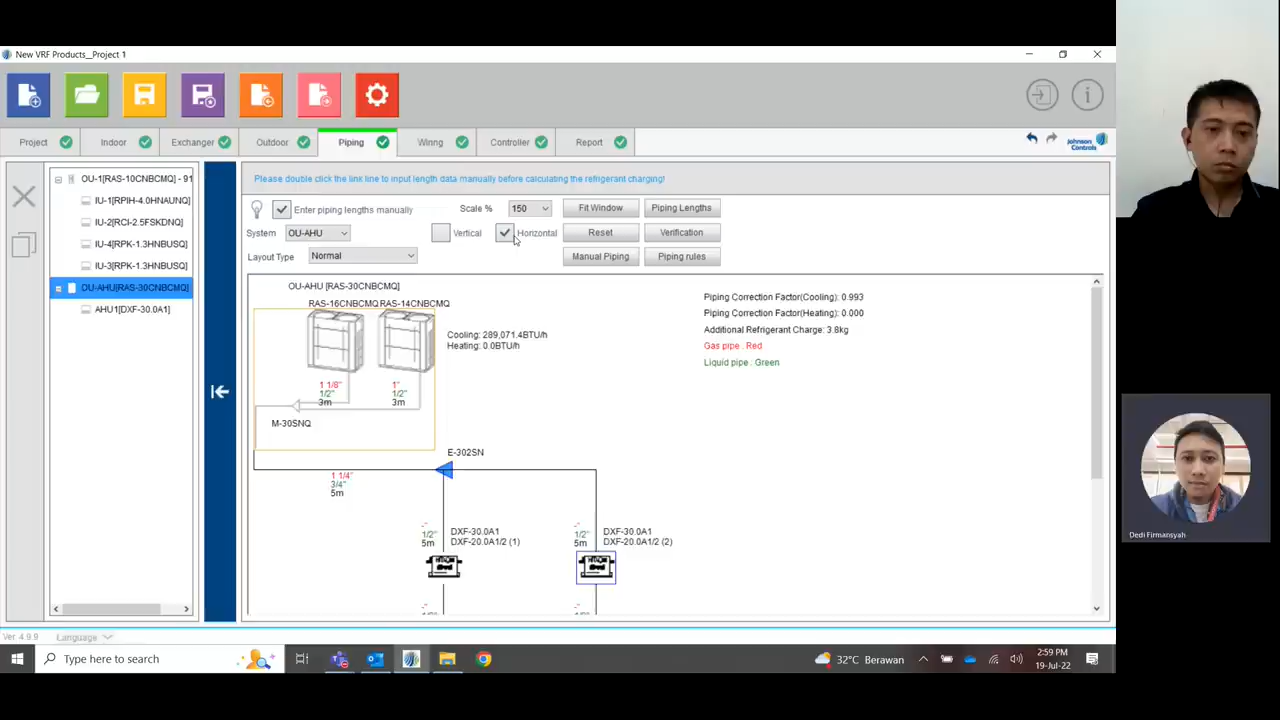 New VRF Products__Project 1
Project
Indoor
Exchanger
Outdoor
Piping
Wiring
Controller
Report
Johnson
Controls
OU-1[RAS-10CNBCMQ] - 91
IU-1[RPIH-4.0HNAUNQ]
IU-2[RCI-2.5FSKDNQ]
IU-4[RPK-1.3HNBUSQ]
IU-3[RPK-1.3HNBUSQ]
OU-AHU[RAS-30CNBCMQ]
AHU1[DXF-30.0A1]
Please double click the link line to input length data manually before calculating the refrigerant charging!
Enter piping lengths manually
Scale % 150
Fit Window
Piping Lengths
System OU-AHU
Vertical
Horizontal
Reset
Verification
Layout Type Normal
Manual Piping
Piping rules
OU-AHU [RAS-30CNBCMQ]
RAS-16CNBCMQ RAS-14CNBCMQ
Cooling: 289,071.4BTU/h
Heating: 0.0BTU/h
1 1/8"
1/2"
3m
1"
1/2"
3m
M-30SNQ
E-302SN
1 1/4"
3/4"
5m
-"
1/2"
5m
DXF-30.0A1
DXF-20.0A1/2 (1)
-"
1/2"
5m
DXF-30.0A1
DXF-20.0A1/2 (2)
Piping Correction Factor(Cooling): 0.993
Piping Correction Factor(Heating): 0.000
Additional Refrigerant Charge: 3.8kg
Gas pipe : Red
Liquid pipe : Green
Ver 4.9.9
Language
Type here to search
32°C Berawan
2:59 PM
19-Jul-22
Dedi Firmansyah